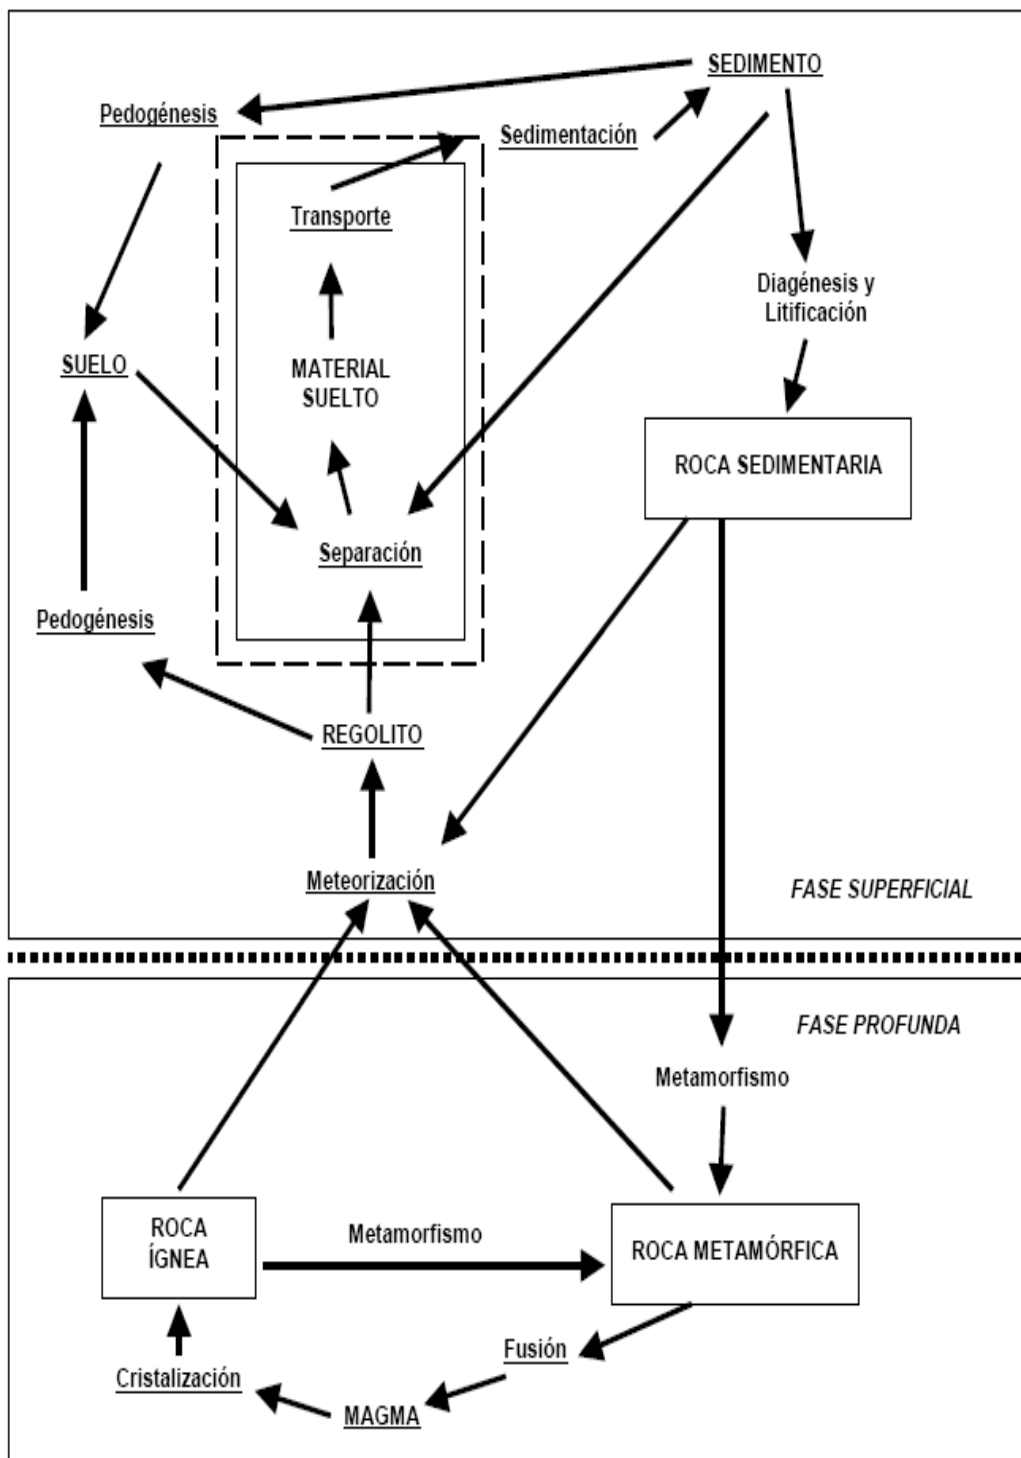 SEDIMENTO
Pedogénesis
Sedimentación
Transporte
Diagénesis y
Litificación
SUELO
MATERIAL
SUELTO
ROCA SEDIMENTARIA
Separación
Pedogénesis
REGOLITO
Meteorización
FASE SUPERFICIAL
FASE PROFUNDA
Metamorfismo
ROCA
ÍGNEA
Metamorfismo
ROCA METAMÓRFICA
Fusión
Cristalización
MAGMA